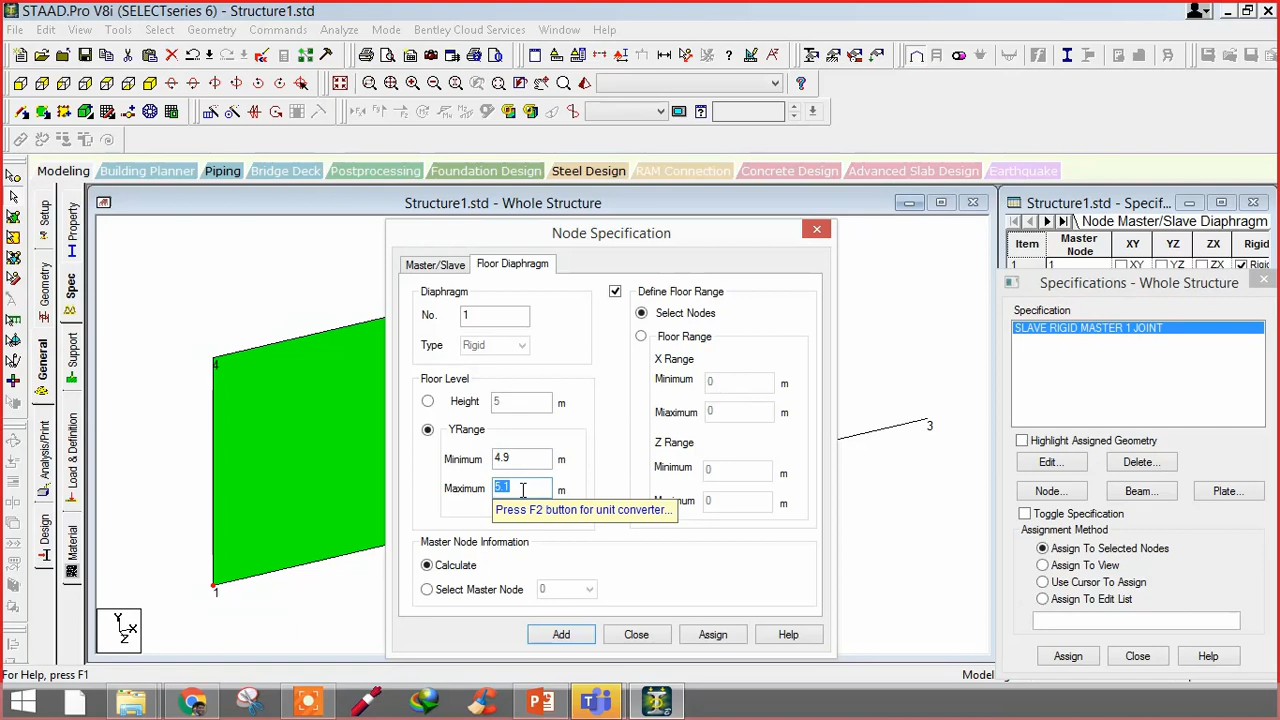 STAAD.Pro V8i (SELECTseries 6) - Structure1.std
File Edit View Tools Select Geometry Commands Analyze Mode Bentley Cloud Services Window Help
Modeling Building Planner Piping Bridge Deck Postprocessing Foundation Design Steel Design RAM Connection Concrete Design Advanced Slab Design Earthquake
Setup
Geometry
General
Analysis/Print
Design
Property
Spec
Support
Load & Definition
Material
Structure1.std - Whole Structure
4
1
3
Y
X
Z
Node Specification
Master/Slave Floor Diaphragm
Diaphragm
No. 1
Type Rigid
Floor Level
Height 5 m
YRange
Minimum 4.9 m
Maximum 5.1 m
Press F2 button for unit converter...
Define Floor Range
Select Nodes
Floor Range
X Range
Minimum 0 m
Miaximum 0 m
Z Range
Minimum 0 m
0 m
Master Node Information
Calculate
Select Master Node 0
Add Close Assign Help
Structure1.std - Specif...
Node Master/Slave Diaphragm
Item Master Node XY YZ ZX Rigid
1 1 XY YZ ZX Rigid
Specifications - Whole Structure
Specification
SLAVE RIGID MASTER 1 JOINT
Highlight Assigned Geometry
Edit... Delete...
Node... Beam... Plate...
Toggle Specification
Assignment Method
Assign To Selected Nodes
Assign To View
Use Cursor To Assign
Assign To Edit List
Assign Close Help
For Help, press F1
Model